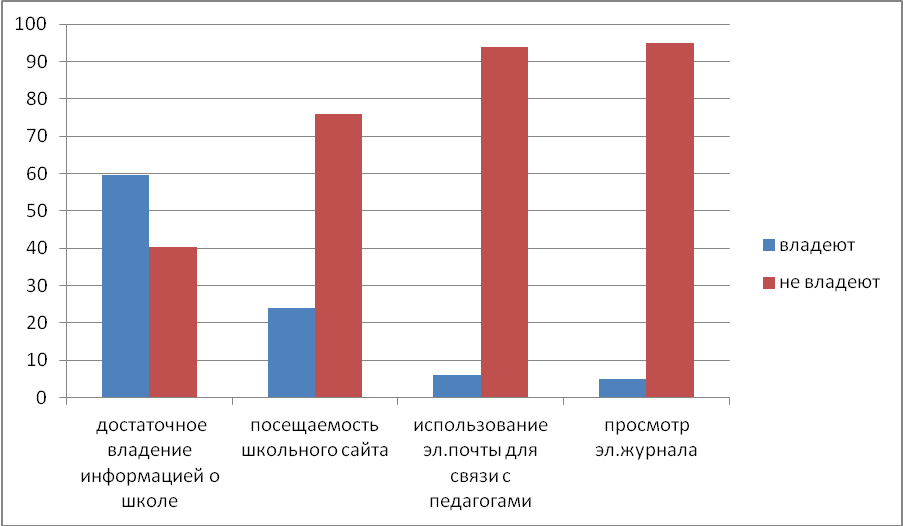 100
90
80
70
60
50
40
30
20
10
0
достаточное
владение
информацией о
школе
посещаемость
школьного сайта
использование
эл.почты для
связи с
педагогами
просмотр
эл.журнала
владеют
не владеют